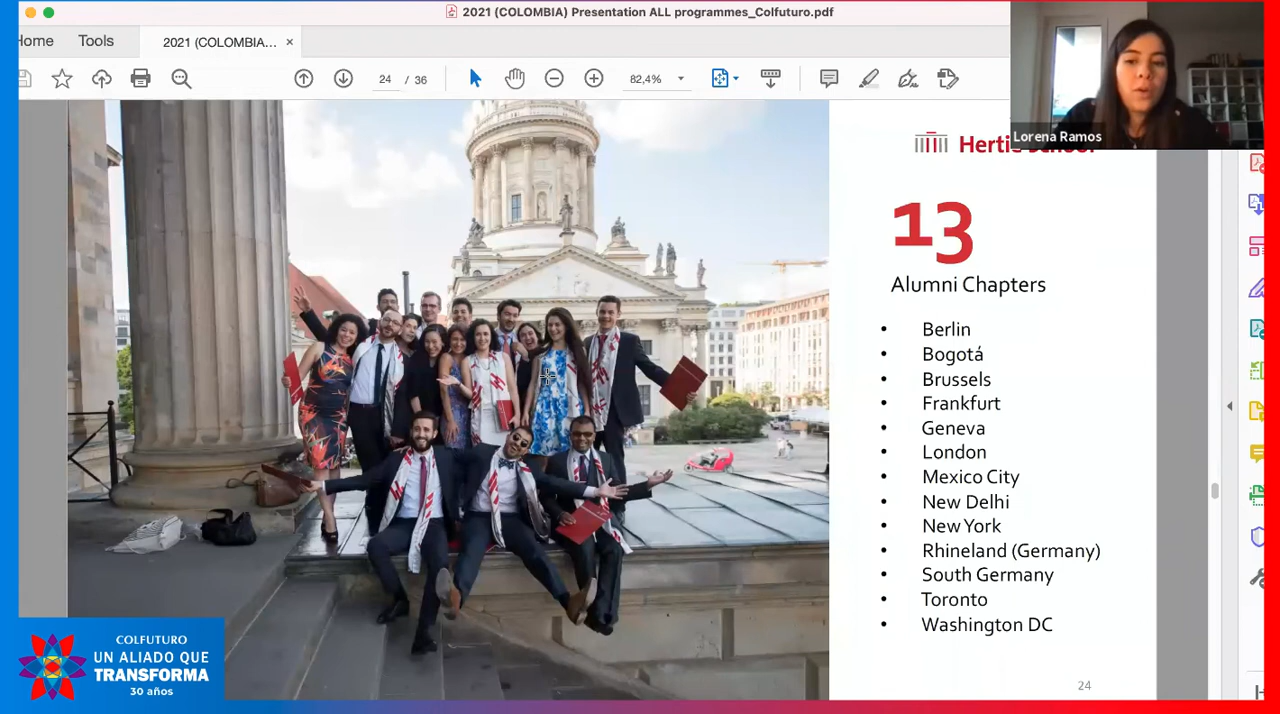 2021 (COLOMBIA) Presentation ALL programmes_Colfuturo.pdf
Home Tools 2021 (COLOMBIA... ×
24 / 36 82,4%
Lorena Ramos
Hertie School
13
Alumni Chapters
• Berlin
• Bogotá
• Brussels
• Frankfurt
• Geneva
• London
• Mexico City
• New Delhi
• New York
• Rhineland (Germany)
• South Germany
• Toronto
• Washington DC
24
COLFUTURO
UN ALIADO QUE
TRANSFORMA
30 años